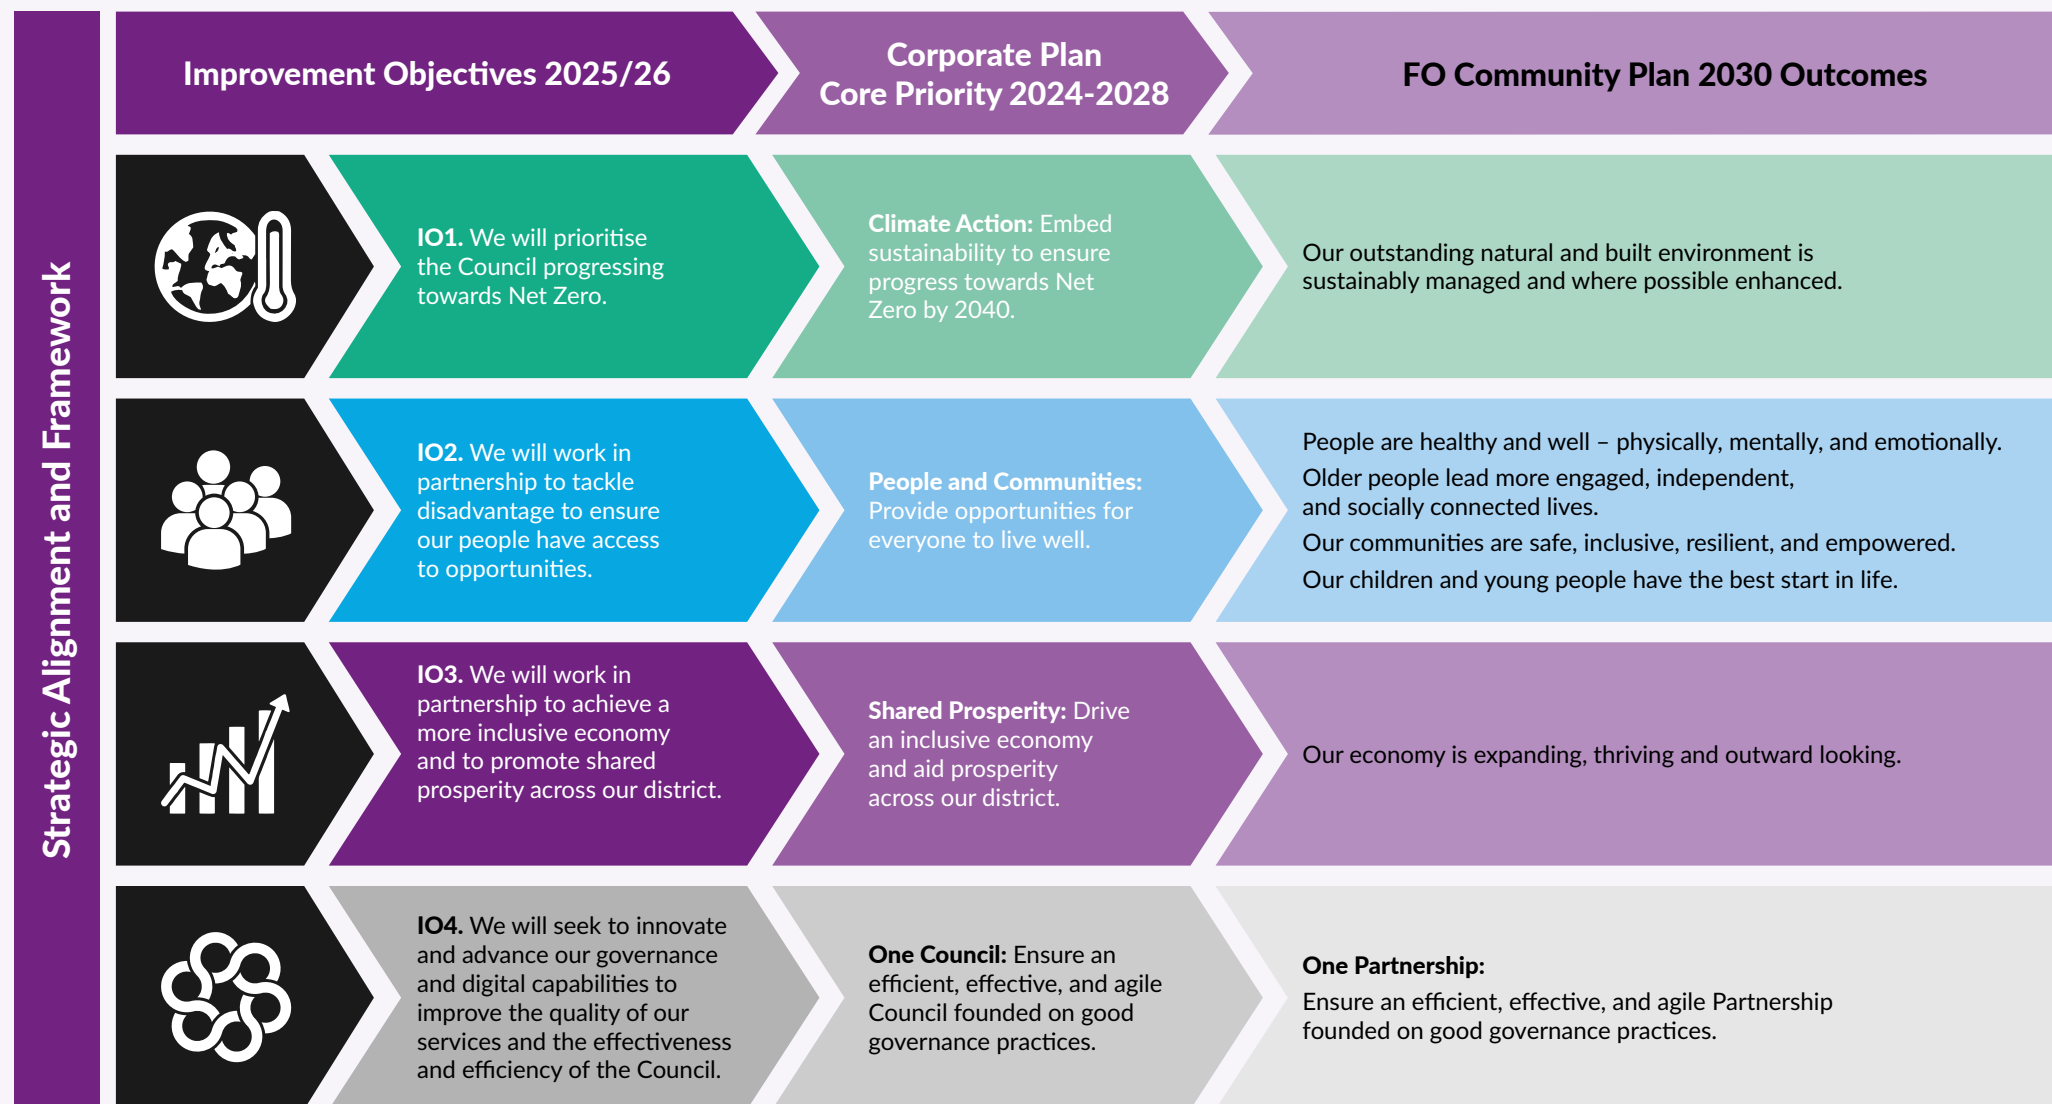 Strategic Alignment and Framework
Improvement Objectives 2025/26
Corporate Plan
Core Priority 2024-2028
FO Community Plan 2030 Outcomes
IO1. We will prioritise
the Council progressing
towards Net Zero.
Climate Action: Embed
sustainability to ensure
progress towards Net
Zero by 2040.
Our outstanding natural and built environment is
sustainably managed and where possible enhanced.
IO2. We will work in
partnership to tackle
disadvantage to ensure
our people have access
to opportunities.
People and Communities:
Provide opportunities for
everyone to live well.
People are healthy and well – physically, mentally, and emotionally.
Older people lead more engaged, independent,
and socially connected lives.
Our communities are safe, inclusive, resilient, and empowered.
Our children and young people have the best start in life.
IO3. We will work in
partnership to achieve a
more inclusive economy
and to promote shared
prosperity across our district.
Shared Prosperity: Drive
an inclusive economy
and aid prosperity
across our district.
Our economy is expanding, thriving and outward looking.
IO4. We will seek to innovate
and advance our governance
and digital capabilities to
improve the quality of our
services and the effectiveness
and efficiency of the Council.
One Council: Ensure an
efficient, effective, and agile
Council founded on good
governance practices.
One Partnership:
Ensure an efficient, effective, and agile Partnership
founded on good governance practices.